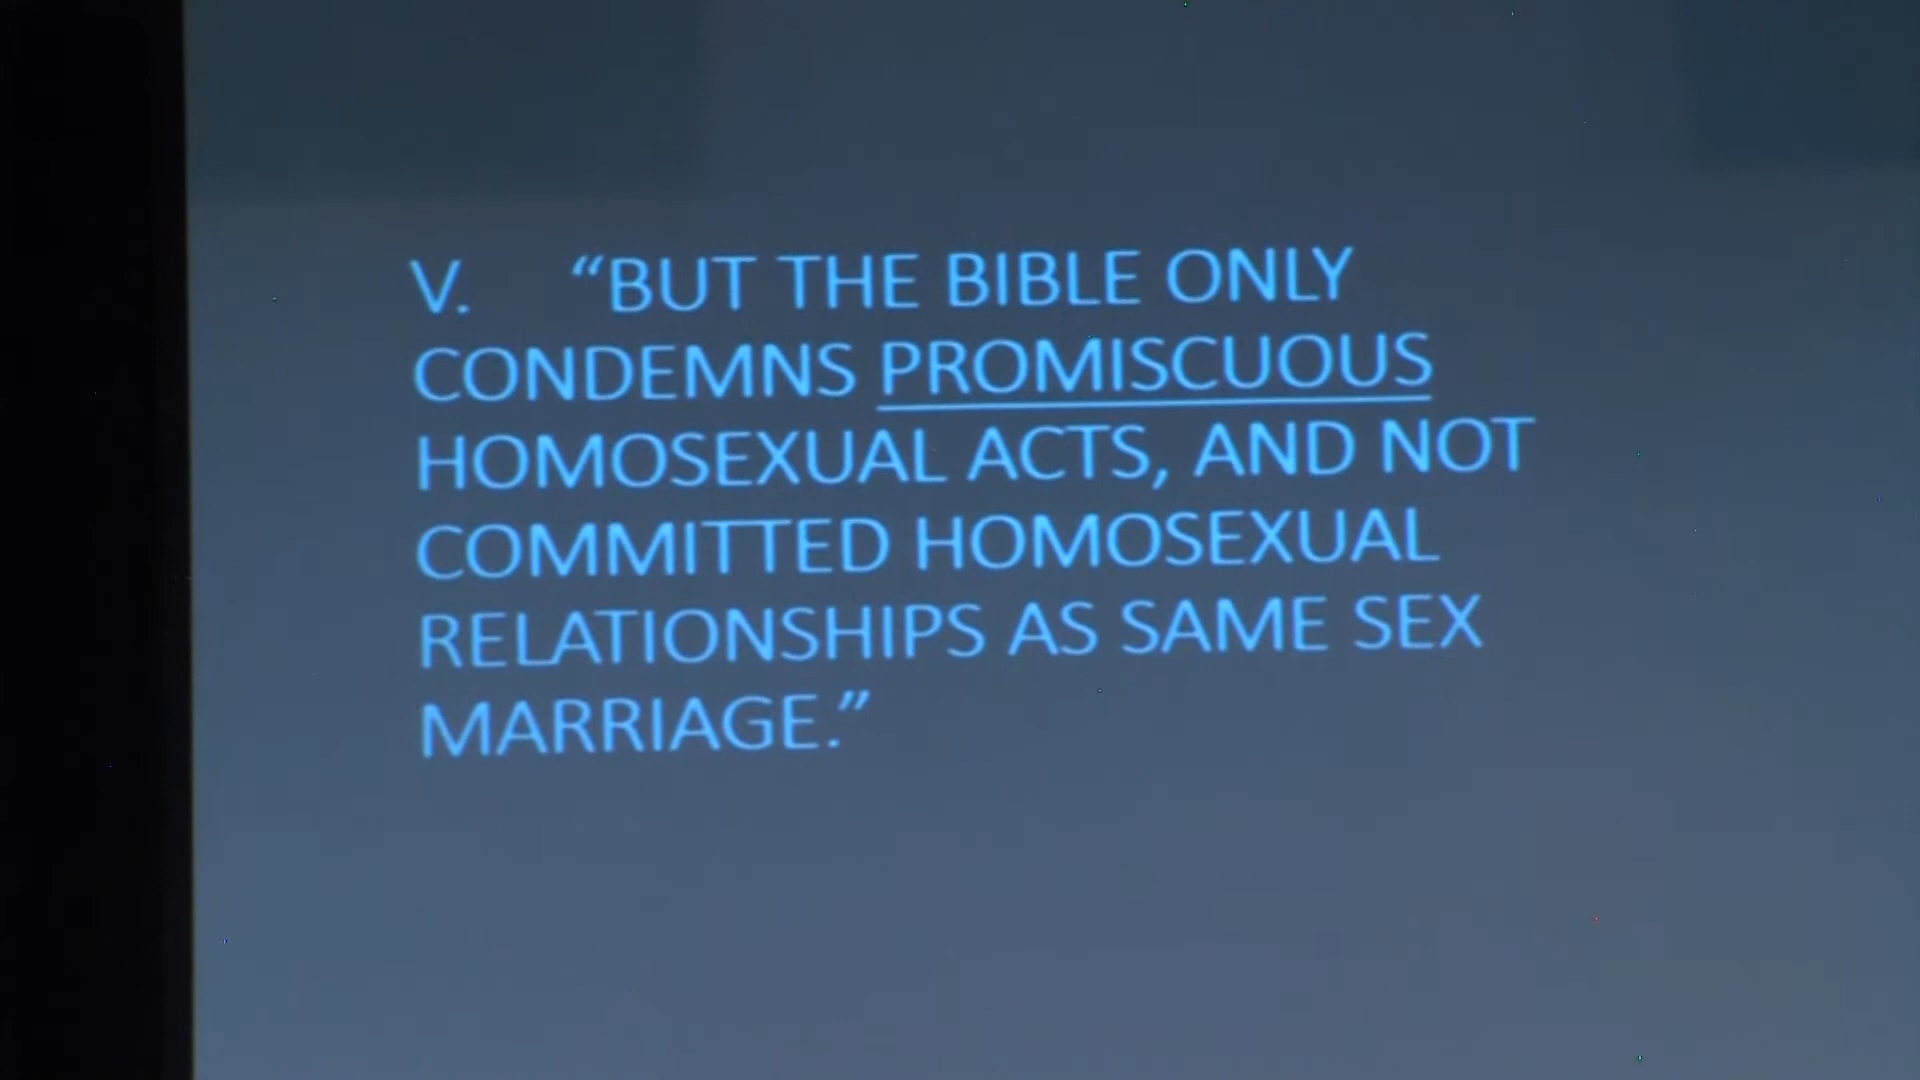 V. “BUT THE BIBLE ONLY
CONDEMNS PROMISCUOUS
HOMOSEXUAL ACTS, AND NOT
COMMITTED HOMOSEXUAL
RELATIONSHIPS AS SAME SEX
MARRIAGE.”